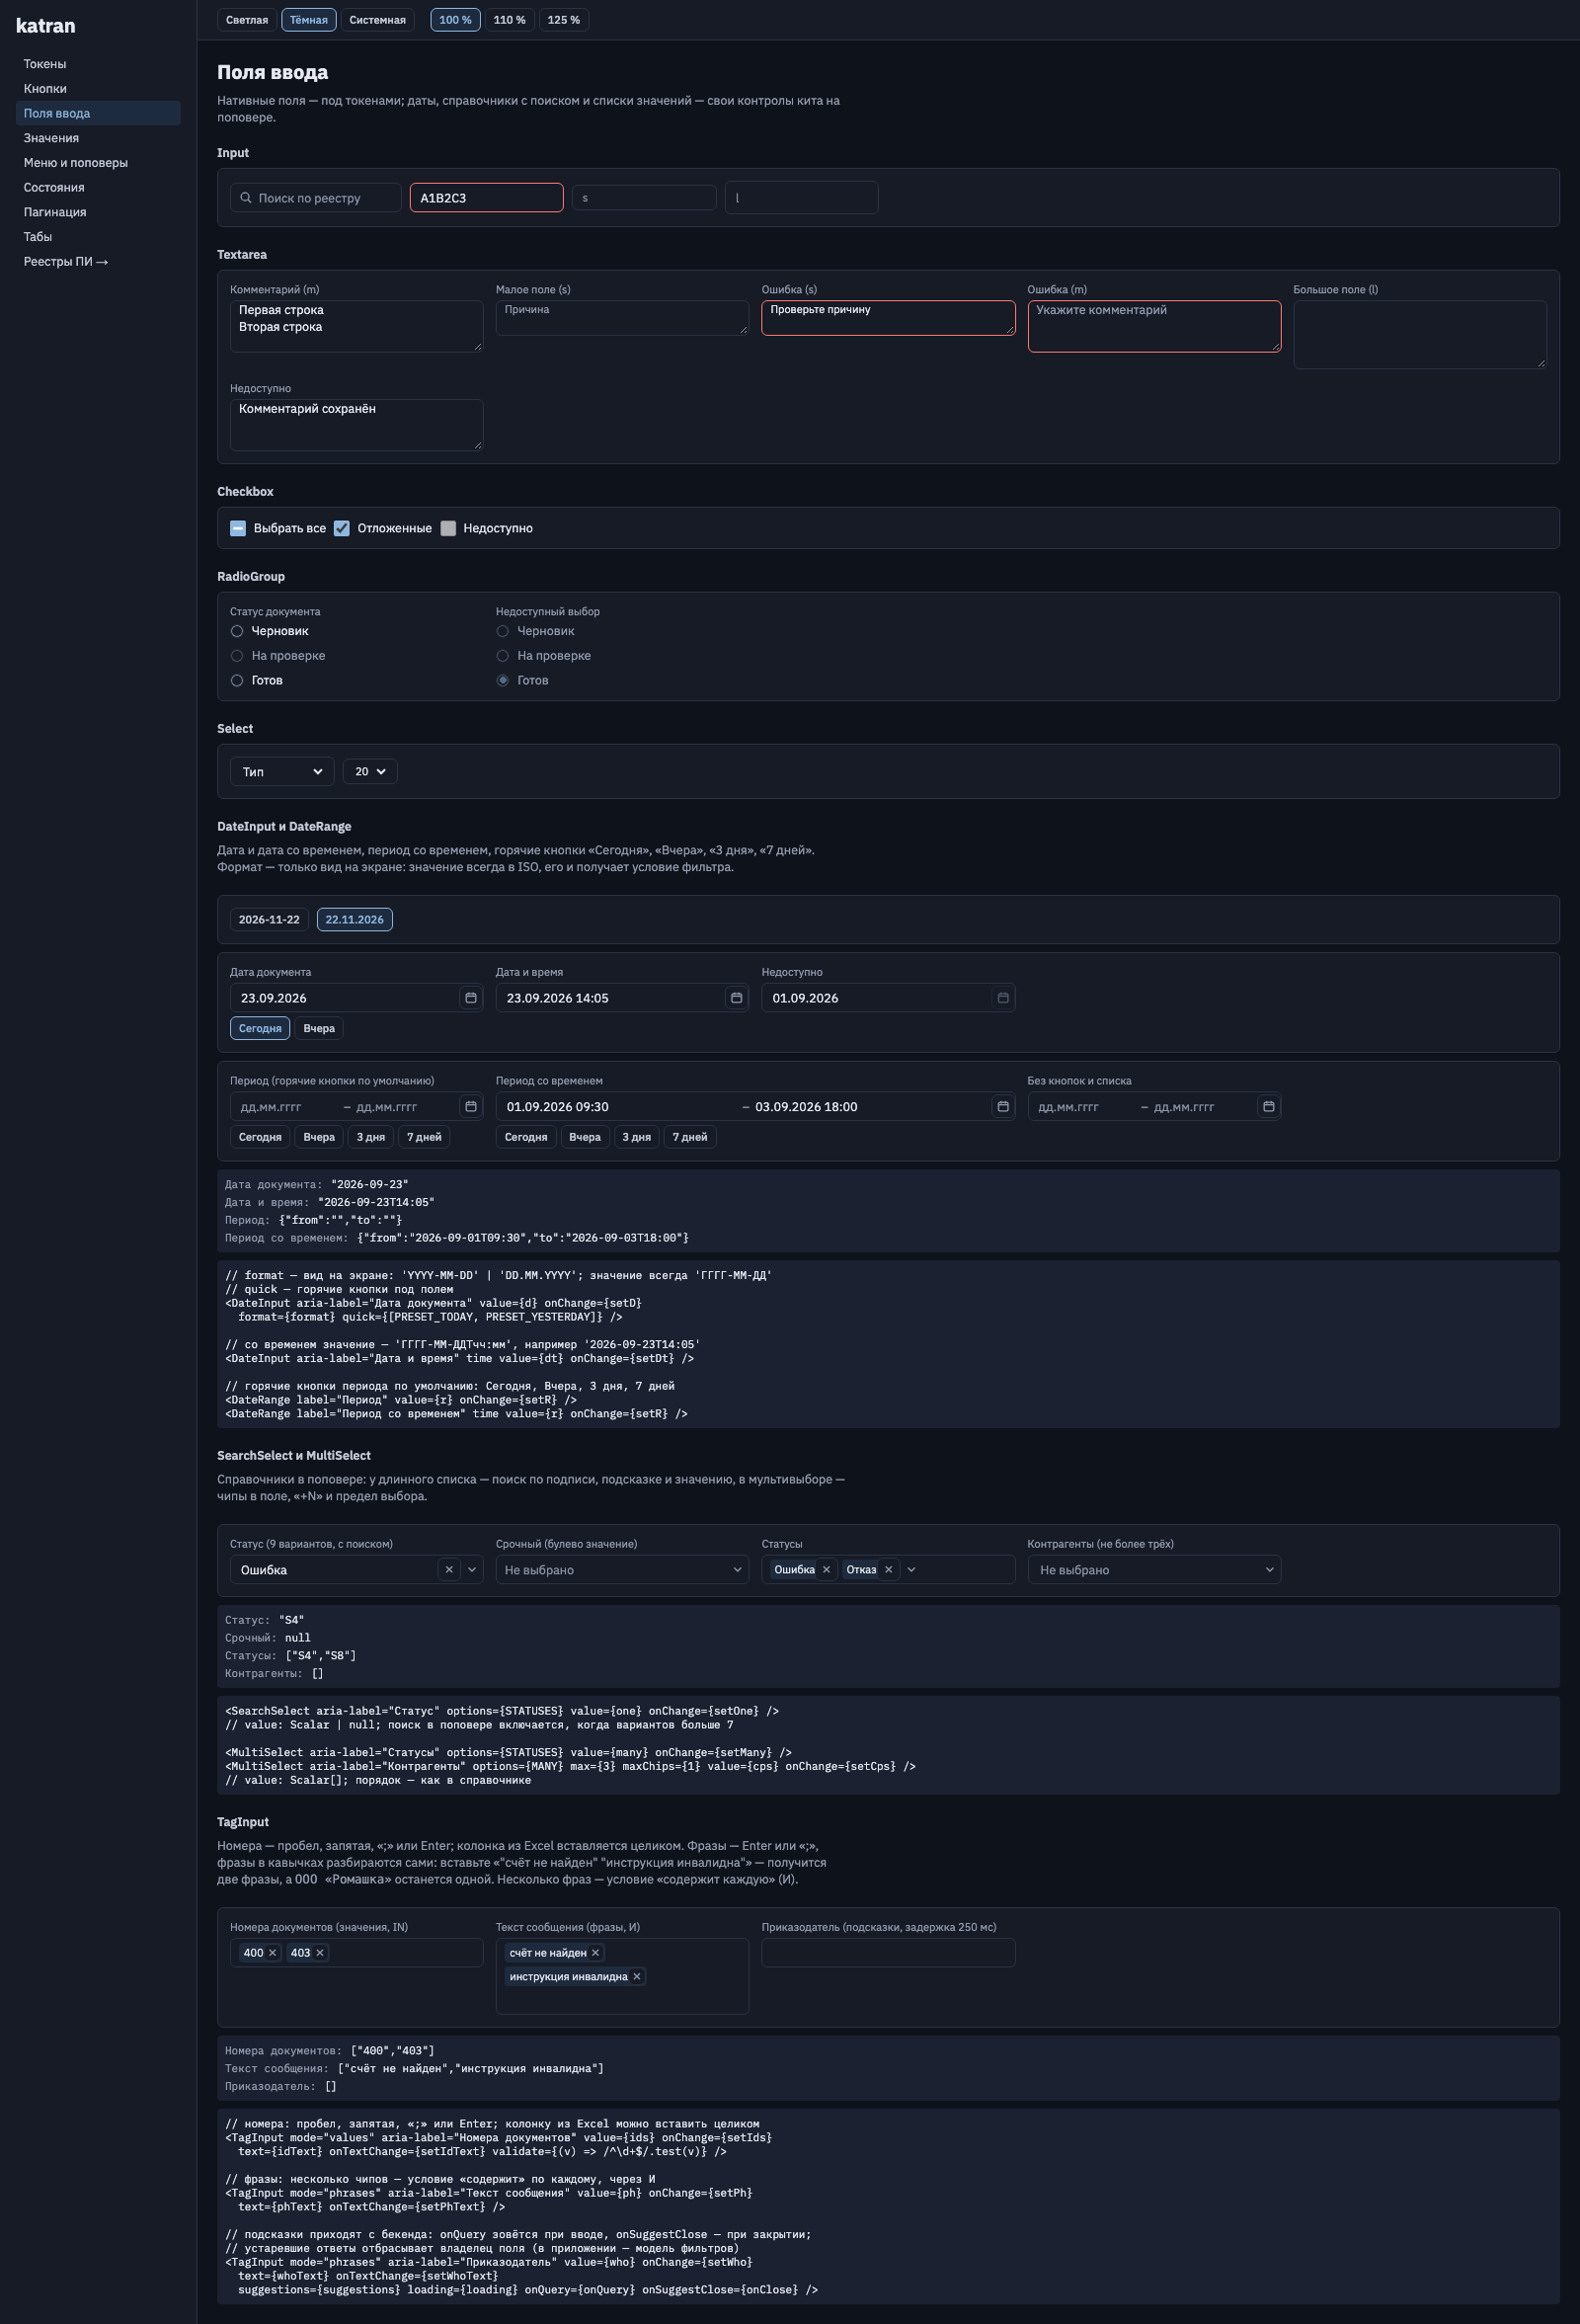 katran
Токены
Кнопки
Поля ввода
Значения
Меню и поповеры
Состояния
Пагинация
Табы
Реестры ПИ →
Светлая Тёмная Системная 100 % 110 % 125 %
Поля ввода
Нативные поля — под токенами; даты, справочники с поиском и списки значений — свои контролы кита на
поповере.
Input
Поиск по реестру A1B2C3 s l
Textarea
Комментарий (m) Малое поле (s) Ошибка (s) Ошибка (m) Большое поле (l)
Первая строка Причина Проверьте причину Укажите комментарий
Вторая строка
Недоступно
Комментарий сохранён
Checkbox
Выбрать все Отложенные Недоступно
RadioGroup
Статус документа Недоступный выбор
Черновик Черновик
На проверке На проверке
Готов Готов
Select
Тип 20
DateInput и DateRange
Дата и дата со временем, период со временем, горячие кнопки «Сегодня», «Вчера», «3 дня», «7 дней».
Формат — только вид на экране: значение всегда в ISO, его и получает условие фильтра.
2026-11-22 22.11.2026
Дата документа Дата и время Недоступно
23.09.2026 23.09.2026 14:05 01.09.2026
Сегодня Вчера
Период (горячие кнопки по умолчанию) Период со временем Без кнопок и списка
дд.мм.гггг – дд.мм.гггг 01.09.2026 09:30 – 03.09.2026 18:00 дд.мм.гггг – дд.мм.гггг
Сегодня Вчера 3 дня 7 дней Сегодня Вчера 3 дня 7 дней
Дата документа: "2026-09-23"
Дата и время: "2026-09-23T14:05"
Период: {"from":"","to":""}
Период со временем: {"from":"2026-09-01T09:30","to":"2026-09-03T18:00"}
// format — вид на экране: 'YYYY-MM-DD' | 'DD.MM.YYYY'; значение всегда 'ГГГГ-ММ-ДД'
// quick — горячие кнопки под полем
<DateInput aria-label="Дата документа" value={d} onChange={setD}
  format={format} quick={[PRESET_TODAY, PRESET_YESTERDAY]} />
// со временем значение — 'ГГГГ-ММ-ДДTчч:мм', например '2026-09-23T14:05'
<DateInput aria-label="Дата и время" time value={dt} onChange={setDt} />
// горячие кнопки периода по умолчанию: Сегодня, Вчера, 3 дня, 7 дней
<DateRange label="Период" value={r} onChange={setR} />
<DateRange label="Период со временем" time value={r} onChange={setR} />
SearchSelect и MultiSelect
Справочники в поповере: у длинного списка — поиск по подписи, подсказке и значению, в мультивыборе —
чипы в поле, «+N» и предел выбора.
Статус (9 вариантов, с поиском) Срочный (булево значение) Статусы Контрагенты (не более трёх)
Ошибка Не выбрано Ошибка Отказ Не выбрано
Статус: "S4"
Срочный: null
Статусы: ["S4","S8"]
Контрагенты: []
<SearchSelect aria-label="Статус" options={STATUSES} value={one} onChange={setOne} />
// value: Scalar | null; поиск в поповере включается, когда вариантов больше 7
<MultiSelect aria-label="Статусы" options={STATUSES} value={many} onChange={setMany} />
<MultiSelect aria-label="Контрагенты" options={MANY} max={3} maxChips={1} value={cps} onChange={setCps} />
// value: Scalar[]; порядок — как в справочнике
TagInput
Номера — пробел, запятая, «;» или Enter; колонка из Excel вставляется целиком. Фразы — Enter или «;»,
фразы в кавычках разбираются сами: вставьте «"счёт не найден" "инструкция инвалидна"» — получится
две фразы, а ООО «Ромашка» останется одной. Несколько фраз — условие «содержит каждую» (И).
Номера документов (значения, IN) Текст сообщения (фразы, И) Приказодатель (подсказки, задержка 250 мс)
400 403 счёт не найден
инструкция инвалидна
Номера документов: ["400","403"]
Текст сообщения: ["счёт не найден","инструкция инвалидна"]
Приказодатель: []
// номера: пробел, запятая, «;» или Enter; колонку из Excel можно вставить целиком
<TagInput mode="values" aria-label="Номера документов" value={ids} onChange={setIds}
  text={idText} onTextChange={setIdText} validate={(v) => /^\d+$/.test(v)} />
// фразы: несколько чипов — условие «содержит» по каждому, через И
<TagInput mode="phrases" aria-label="Текст сообщения" value={ph} onChange={setPh}
  text={phText} onTextChange={setPhText} />
// подсказки приходят с бекенда: onQuery зовётся при вводе, onSuggestClose — при закрытии;
// устаревшие ответы отбрасывает владелец поля (в приложении — модель фильтров)
<TagInput mode="phrases" aria-label="Приказодатель" value={who} onChange={setWho}
  text={whoText} onTextChange={setWhoText}
  suggestions={suggestions} loading={loading} onQuery={onQuery} onSuggestClose={onClose} />